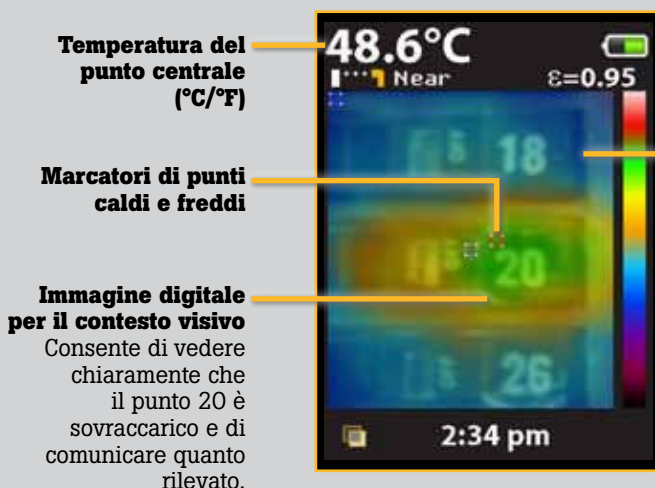 Temperatura del
punto centrale
(°C/°F)
Marcatori di punti
caldi e freddi
Immagine digitale
per il contesto visivo
Consente di vedere
chiaramente che
il punto 20 è
sovraccarico e di
comunicare quanto
rilevato.
48.6°C
Near ε=0.95
18
20
26
2:34 pm